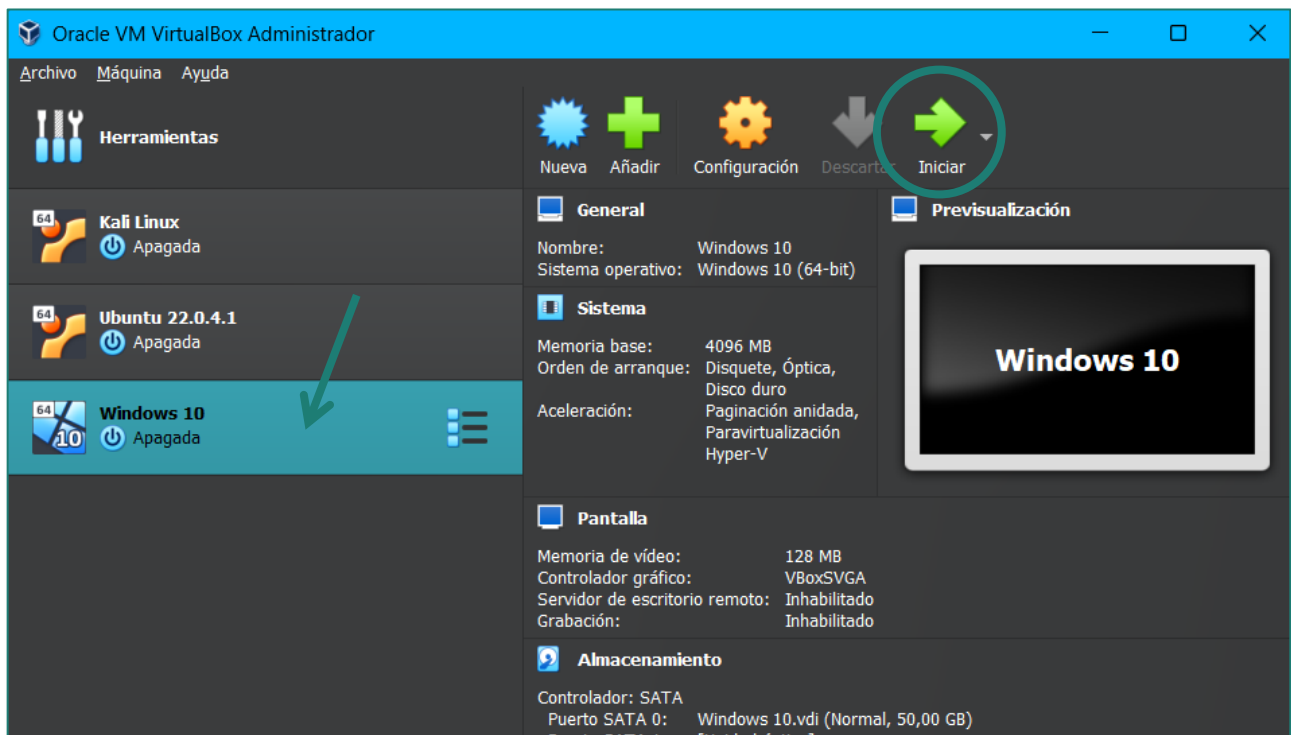 Oracle VM VirtualBox Administrador
Archivo Máquina Ayuda
Herramientas
Nueva Añadir Configuración Descartar Iniciar
64
Kali Linux
Apagada
64
Ubuntu 22.0.4.1
Apagada
64
10
Windows 10
Apagada
General
Nombre: Windows 10
Sistema operativo: Windows 10 (64-bit)
Sistema
Memoria base: 4096 MB
Orden de arranque: Disquete, Óptica,
Disco duro
Aceleración: Paginación anidada,
Paravirtualización
Hyper-V
Previsualización
Windows 10
Pantalla
Memoria de vídeo: 128 MB
Controlador gráfico: VBoxSVGA
Servidor de escritorio remoto: Inhabilitado
Grabación: Inhabilitado
Almacenamiento
Controlador: SATA
Puerto SATA 0: Windows 10.vdi (Normal, 50,00 GB)